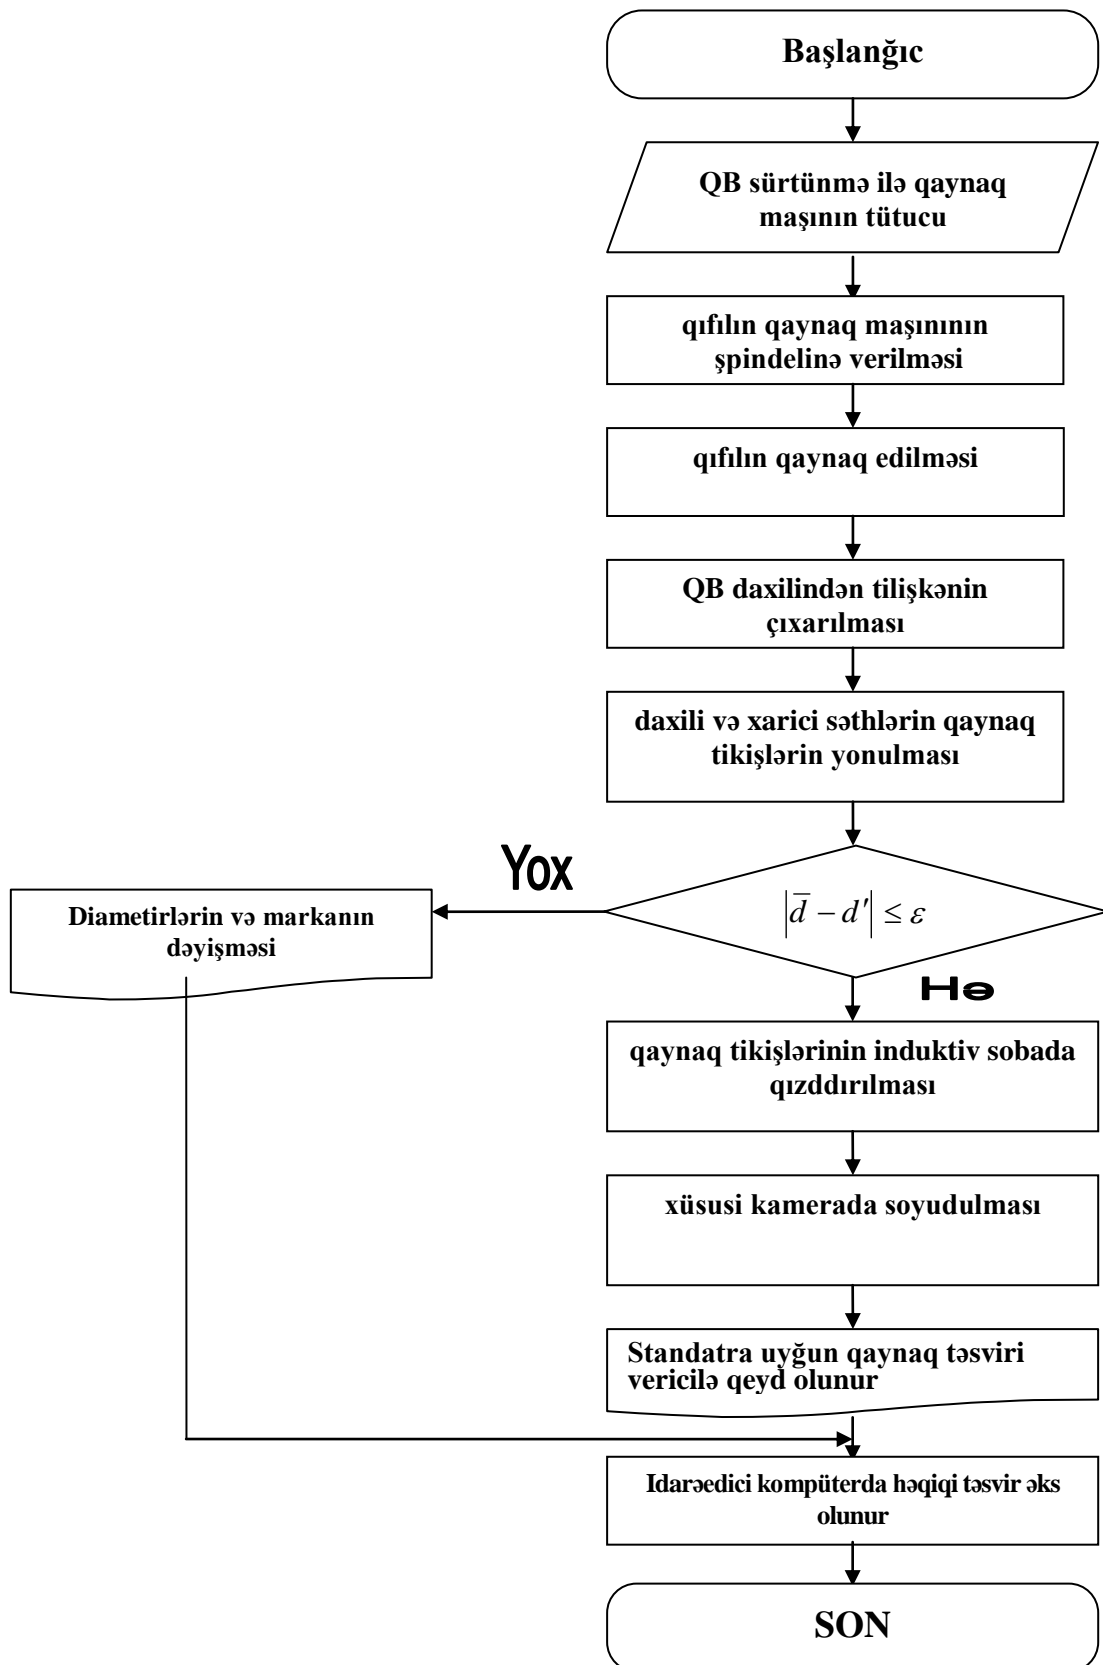 Başlanğıc
QB sürtünmə ilə qaynaq
maşının tütucu
qıfılın qaynaq maşınının
şpindelinə verilməsi
qıfılın qaynaq edilməsi
QB daxilindən tilişkənin
çıxarılması
daxili və xarici səthlərin qaynaq
tikişlərin yonulması
Yox
|d̅ – d′| ≤ ε
Diametirlərin və markanın
dəyişməsi
Hə
qaynaq tikişlərinin induktiv sobada
qızddırılması
xüsusi kamerada soyudulması
Standatra uyğun qaynaq təsviri
vericilə qeyd olunur
Idarəedici kompüterda həqiqi təsvir əks
olunur
SON